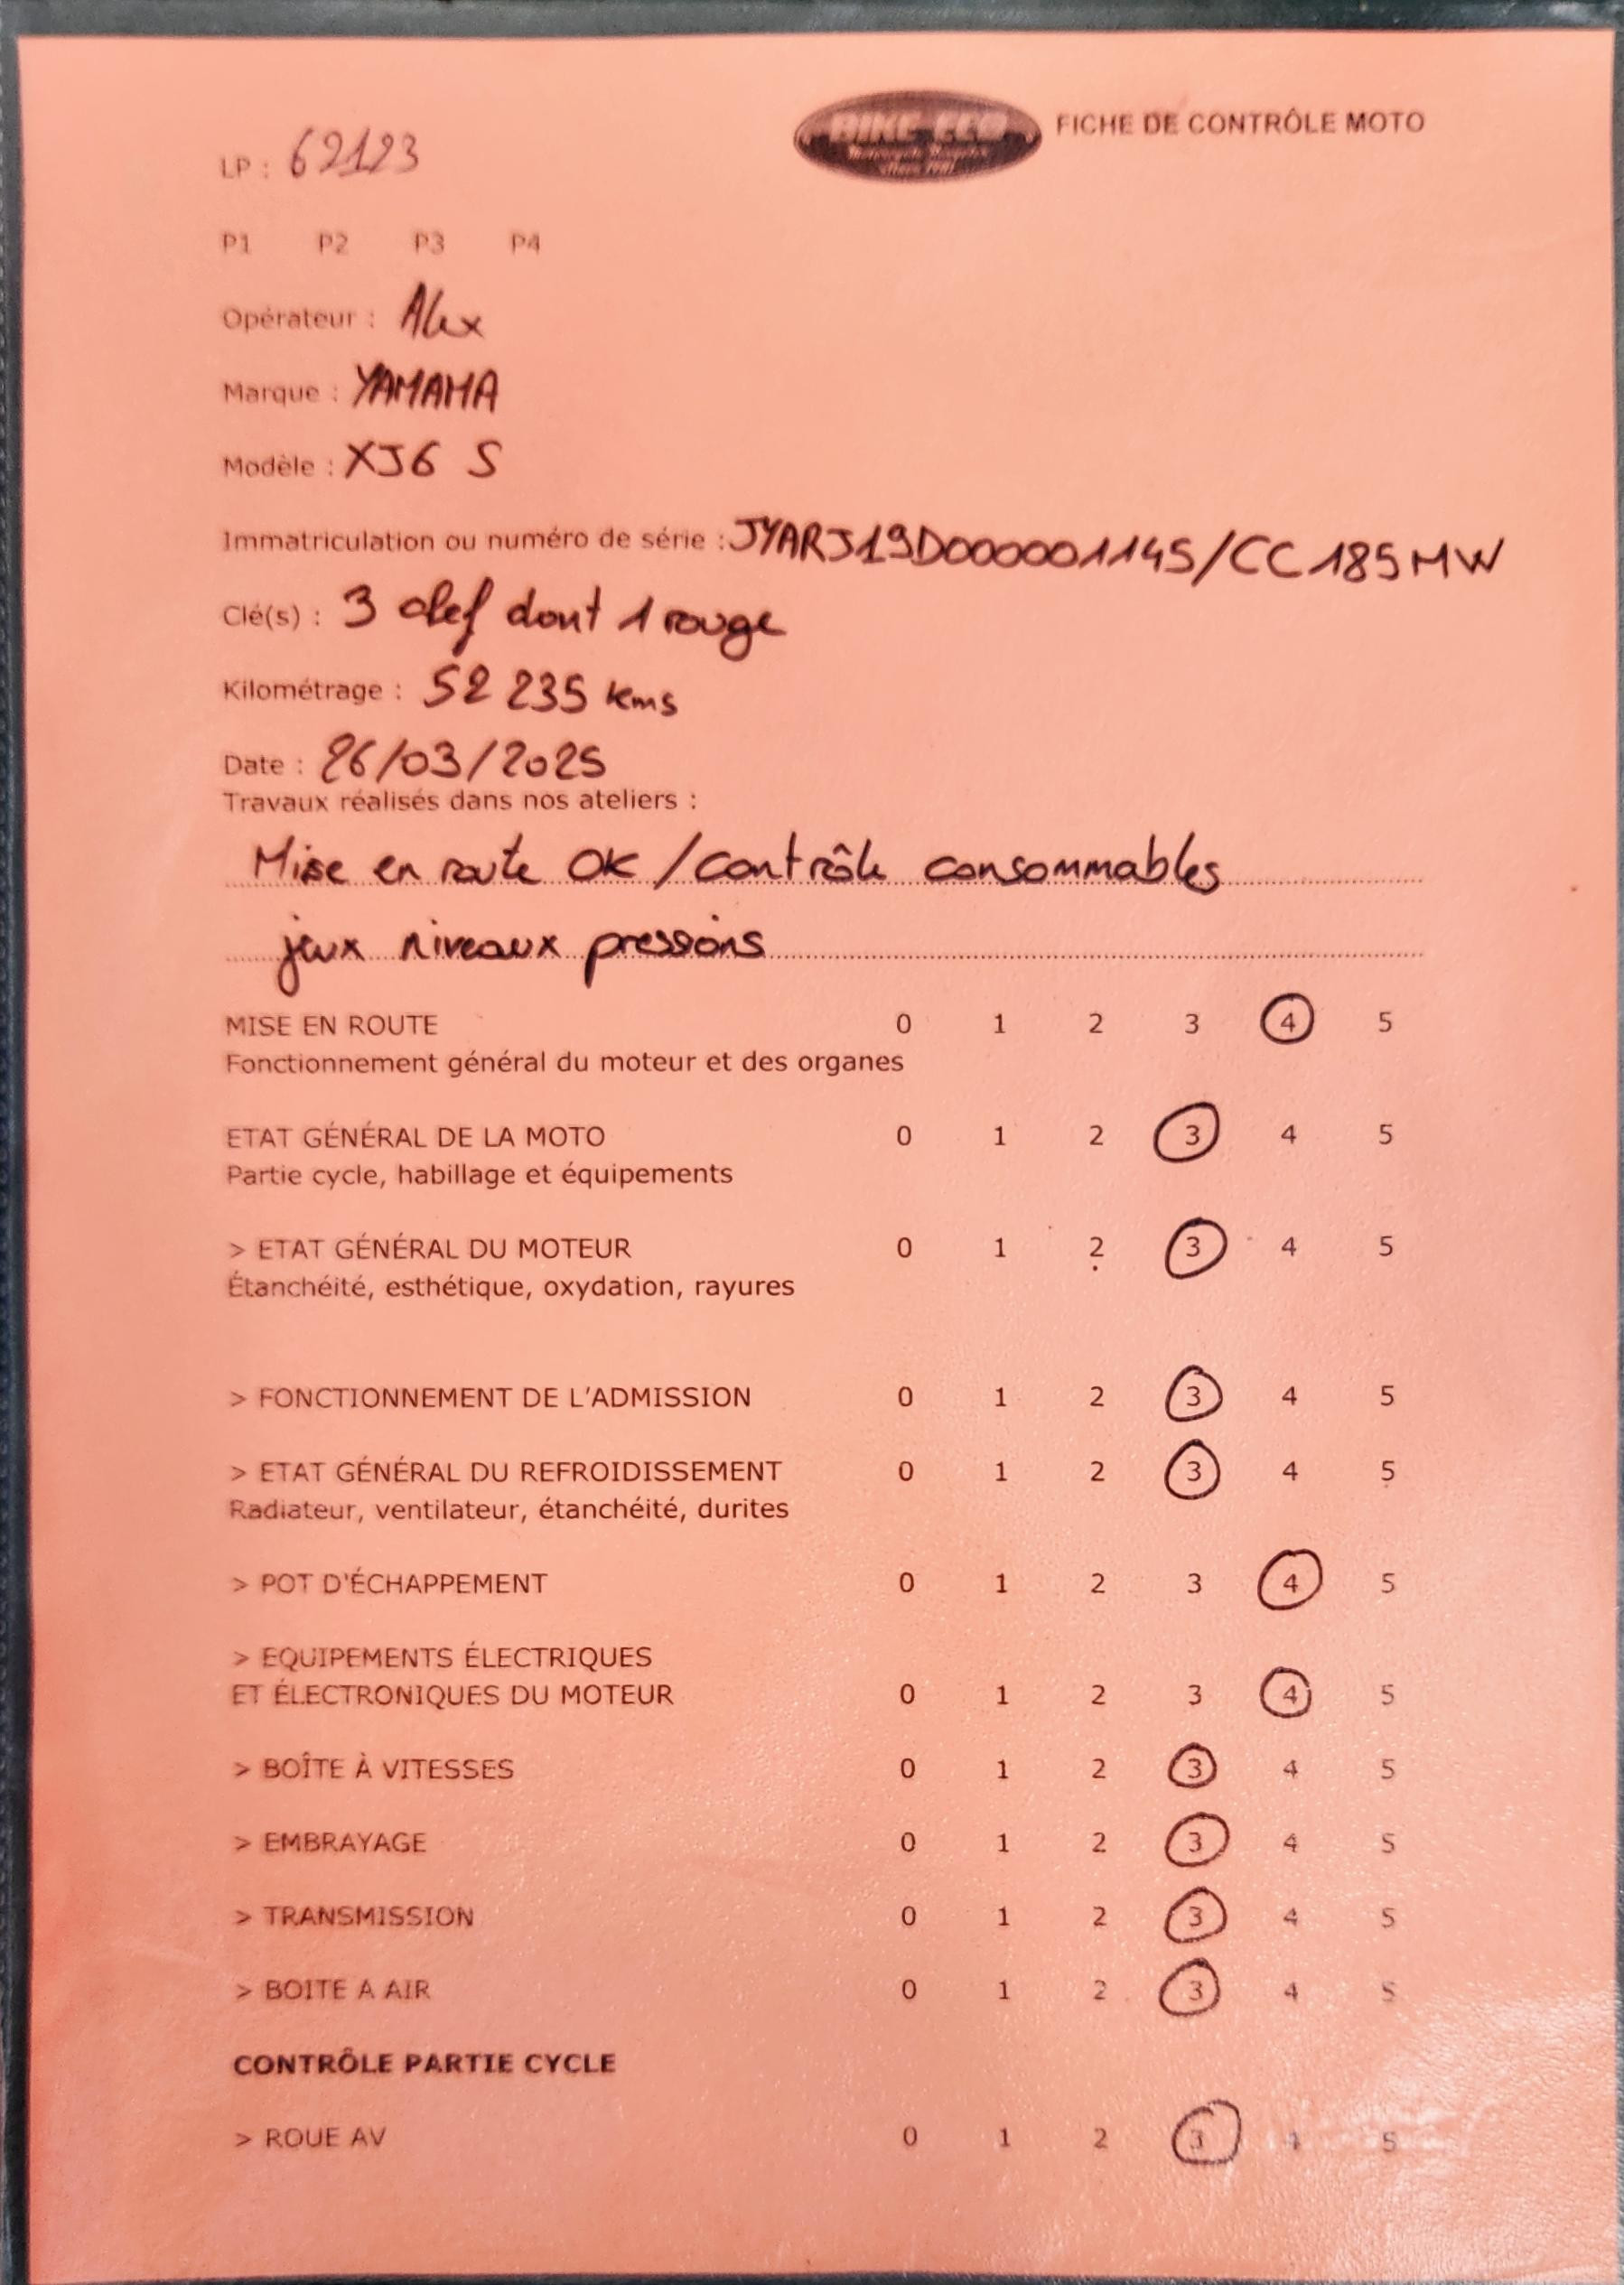 BIKE-ECO FICHE DE CONTRÔLE MOTO
LP : 62123
P1 P2 P3 P4
Opérateur : Alex
Marque : YAMAHA
Modèle : XJ6 S
Immatriculation ou numéro de série : JYARJ19D000001145/CC185MW
Clé(s) : 3 clef dont 1 rouge
Kilométrage : 52 235 kms
Date : 26/03/2025
Travaux réalisés dans nos ateliers :
Mise en route OK / Contrôle consommables
jeux niveaux pressions
MISE EN ROUTE 0 1 2 3 4 5
Fonctionnement général du moteur et des organes
ETAT GÉNÉRAL DE LA MOTO 0 1 2 3 4 5
Partie cycle, habillage et équipements
> ETAT GÉNÉRAL DU MOTEUR 0 1 2 3 4 5
Étanchéité, esthétique, oxydation, rayures
> FONCTIONNEMENT DE L'ADMISSION 0 1 2 3 4 5
> ETAT GÉNÉRAL DU REFROIDISSEMENT 0 1 2 3 4 5
Radiateur, ventilateur, étanchéité, durites
> POT D'ÉCHAPPEMENT 0 1 2 3 4 5
> EQUIPEMENTS ÉLECTRIQUES
ET ÉLECTRONIQUES DU MOTEUR 0 1 2 3 4 5
> BOÎTE À VITESSES 0 1 2 3 4 5
> EMBRAYAGE 0 1 2 3 4 5
> TRANSMISSION 0 1 2 3 4 5
> BOITE A AIR 0 1 2 3 4 5
CONTRÔLE PARTIE CYCLE
> ROUE AV 0 1 2 3 4 5